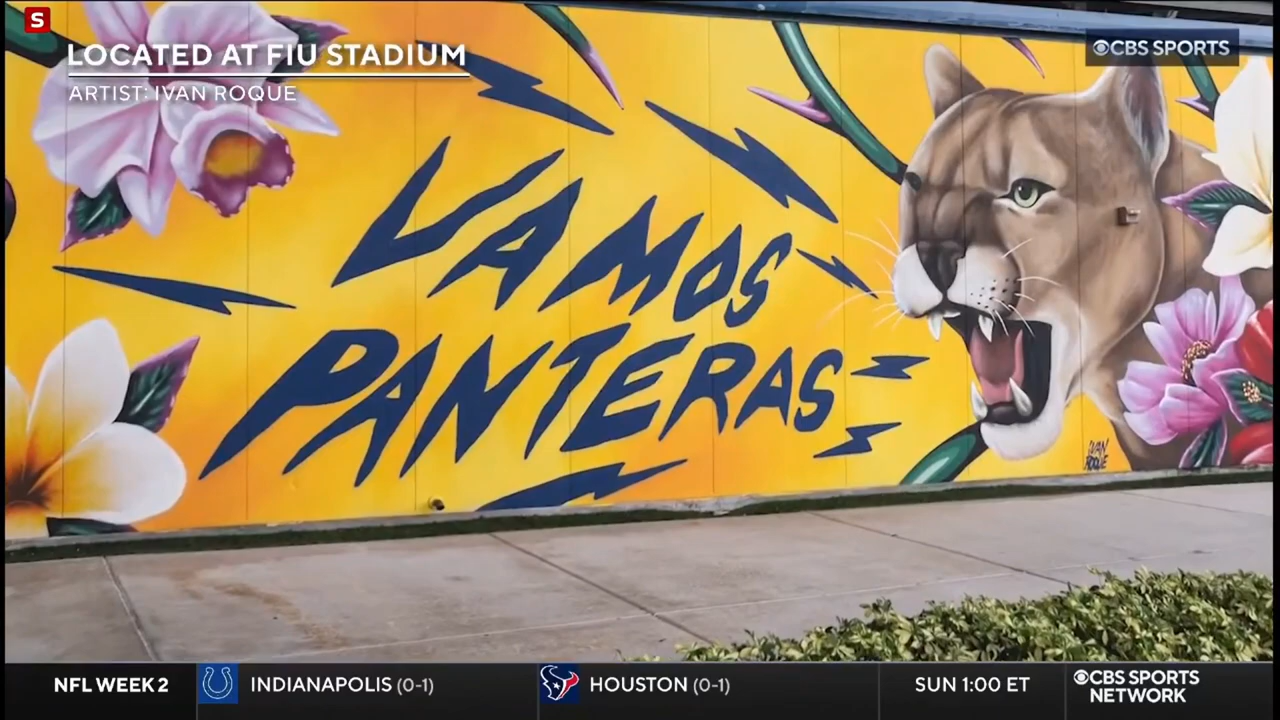 S
LOCATED AT FIU STADIUM
ARTIST: IVAN ROQUE
CBS SPORTS
VAMOS
PANTERAS
IVAN
ROQUE
NFL WEEK 2 INDIANAPOLIS (0-1) HOUSTON (0-1) SUN 1:00 ET CBS SPORTS NETWORK